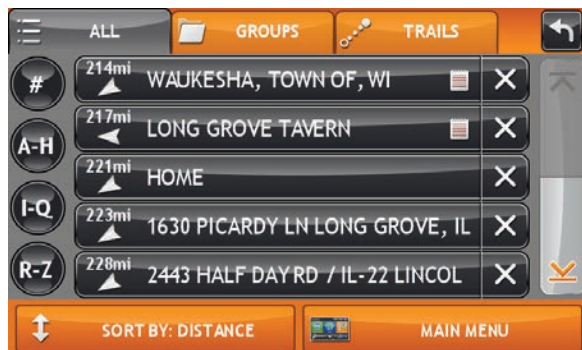 ALL GROUPS TRAILS
# 214mi WAUKESHA, TOWN OF, WI
A-H 217mi LONG GROVE TAVERN
221mi HOME
I-Q 223mi 1630 PICARDY LN LONG GROVE, IL
R-Z 228mi 2443 HALF DAY RD / IL-22 LINCOL
SORT BY: DISTANCE MAIN MENU